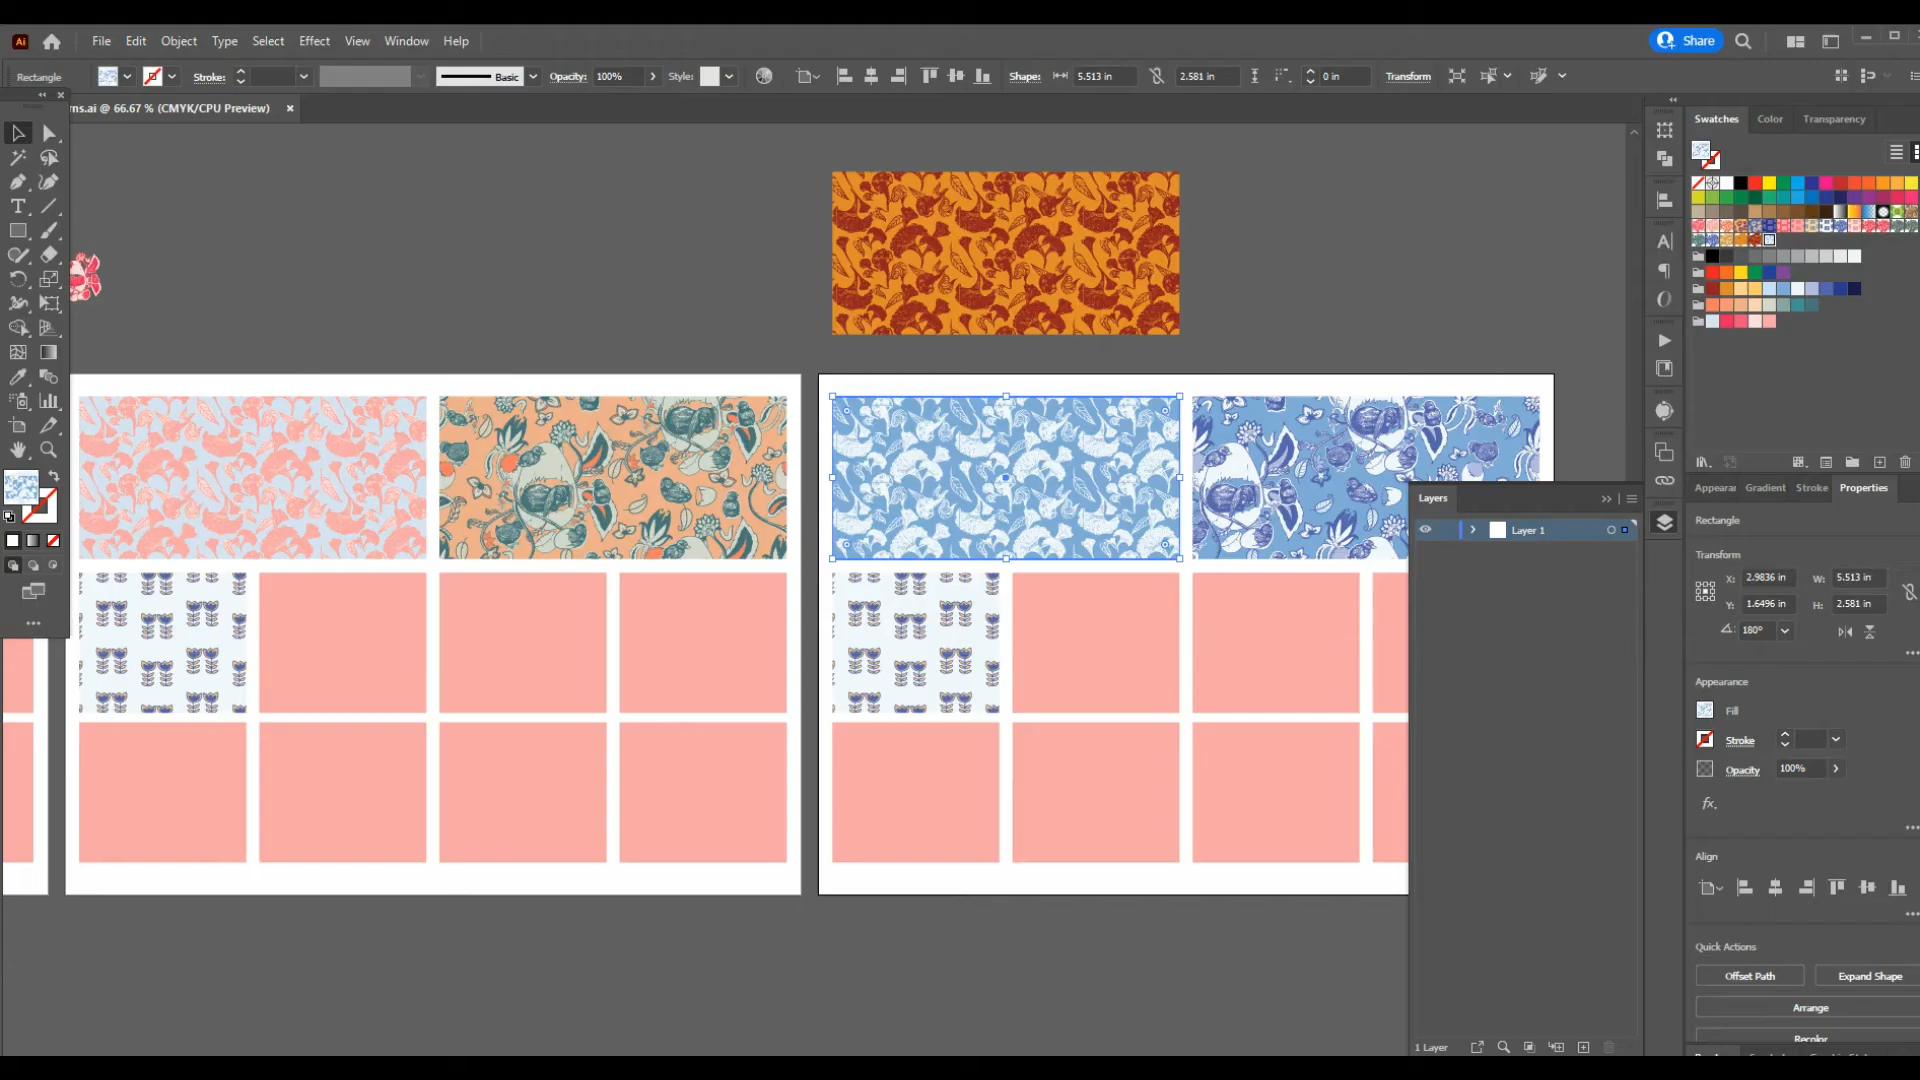 Ai File Edit Object Type Select Effect View Window Help Share
Rectangle Stroke: Basic Opacity: 100% Style: Shape: 5.513 in 2.581 in 0 in Transform
ns.ai @ 66.67 % (CMYK/CPU Preview)
Swatches Color Transparency
Layers
Layer 1
1 Layer
Appear Gradient Stroke Properties
Rectangle
Transform
X: 2.9836 in W: 5.513 in
Y: 1.6496 in H: 2.581 in
180°
Appearance
Fill
Stroke
Opacity 100%
fx.
Align
Quick Actions
Offset Path Expand Shape
Arrange
Recolor